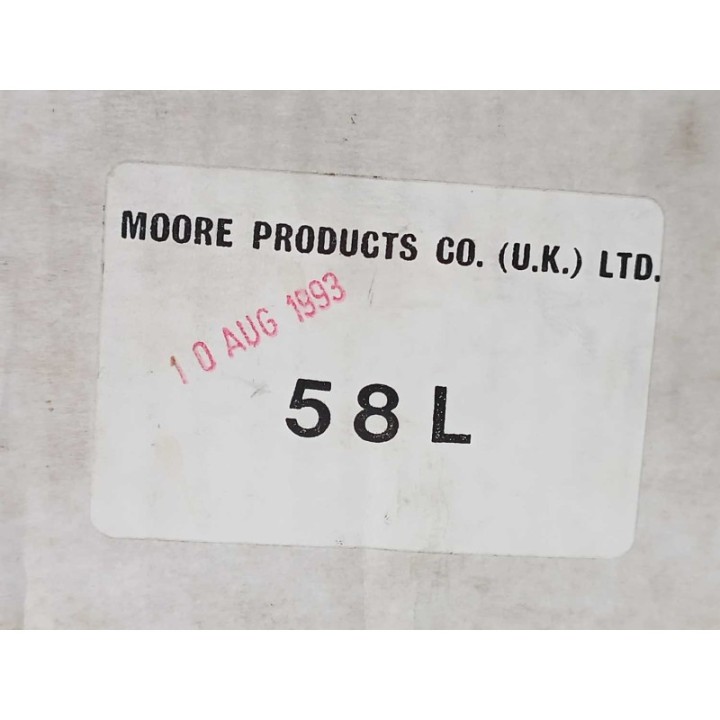 MOORE PRODUCTS CO. (U.K.) LTD.
10 AUG 1993
58L